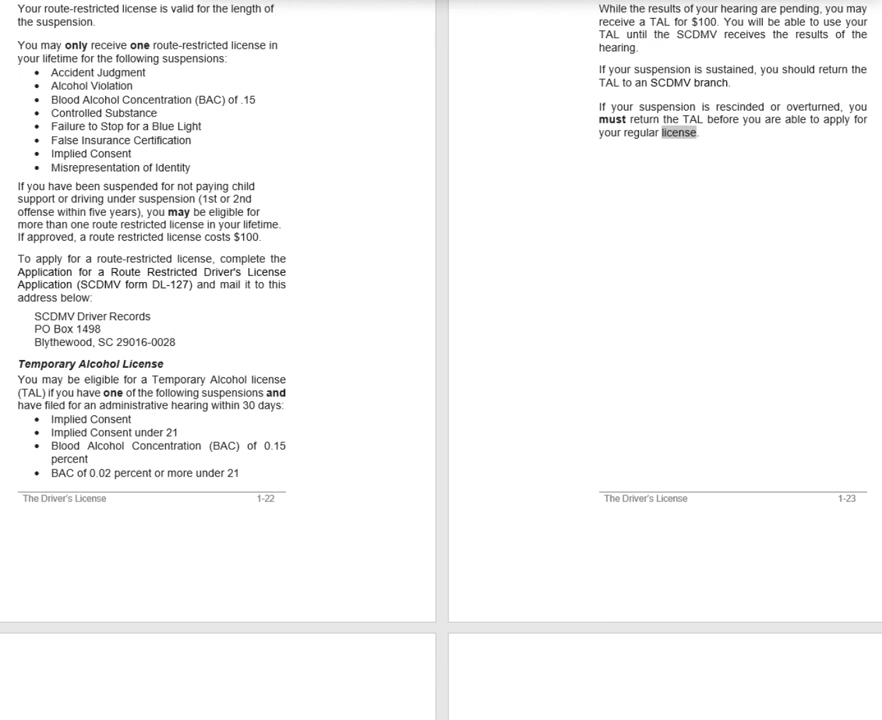 Your route-restricted license is valid for the length of
the suspension.
You may only receive one route-restricted license in
your lifetime for the following suspensions:
• Accident Judgment
• Alcohol Violation
• Blood Alcohol Concentration (BAC) of .15
• Controlled Substance
• Failure to Stop for a Blue Light
• False Insurance Certification
• Implied Consent
• Misrepresentation of Identity
If you have been suspended for not paying child
support or driving under suspension (1st or 2nd
offense within five years), you may be eligible for
more than one route restricted license in your lifetime.
If approved, a route restricted license costs $100.
To apply for a route-restricted license, complete the
Application for a Route Restricted Driver's License
Application (SCDMV form DL-127) and mail it to this
address below:
SCDMV Driver Records
PO Box 1498
Blythewood, SC 29016-0028
Temporary Alcohol License
You may be eligible for a Temporary Alcohol license
(TAL) if you have one of the following suspensions and
have filed for an administrative hearing within 30 days:
• Implied Consent
• Implied Consent under 21
• Blood Alcohol Concentration (BAC) of 0.15
percent
• BAC of 0.02 percent or more under 21
The Driver's License 1-22
While the results of your hearing are pending, you may
receive a TAL for $100. You will be able to use your
TAL until the SCDMV receives the results of the
hearing.
If your suspension is sustained, you should return the
TAL to an SCDMV branch.
If your suspension is rescinded or overturned, you
must return the TAL before you are able to apply for
your regular license.
The Driver's License 1-23